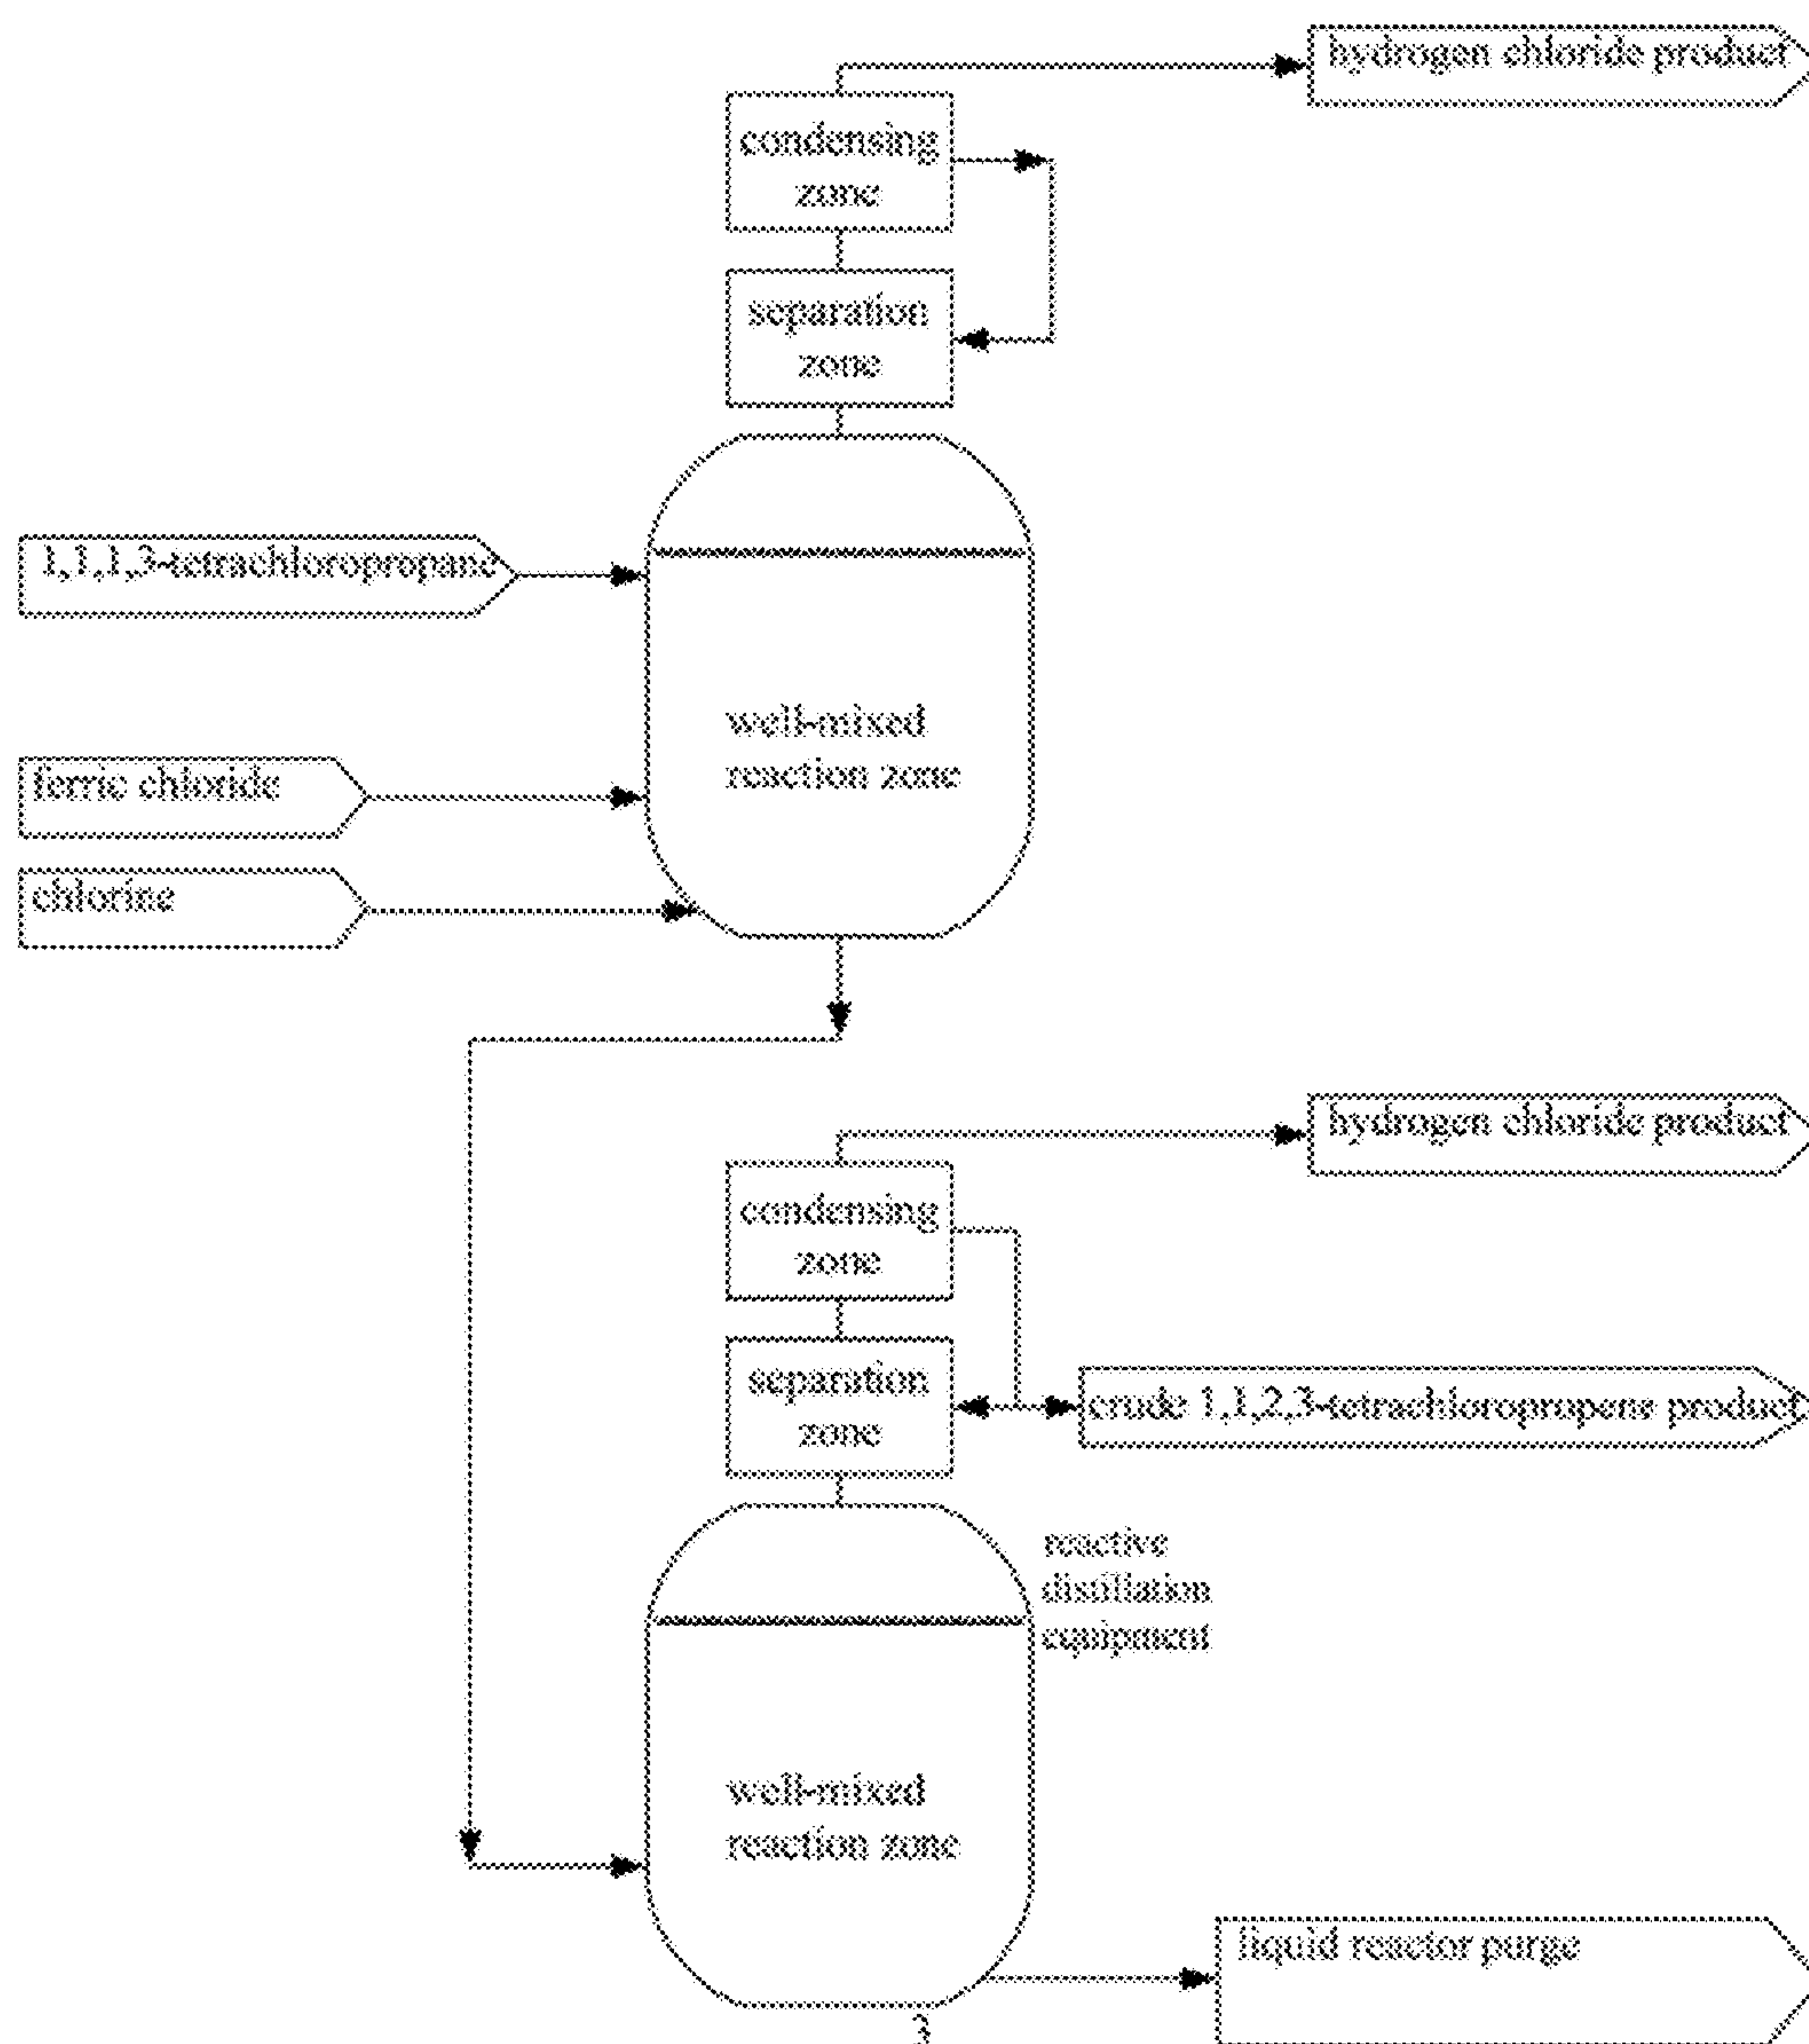 hydrogen chloride product
condensing
zone
separation
zone
1,1,1,3-tetrachloropropane
well-mixed
reaction zone
ferric chloride
chlorine
hydrogen chloride product
condensing
zone
separation
zone
crude 1,1,2,3-tetrachloropropene product
reactive
distillation
equipment
well-mixed
reaction zone
liquid reactor purge